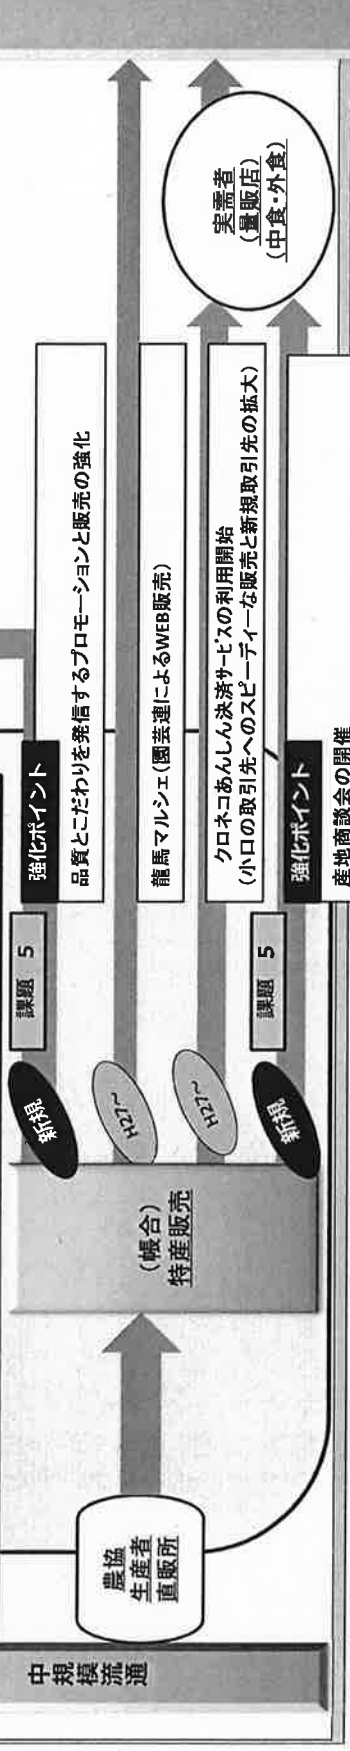 中規模流通
農協
生産者
直販所
(帳合)
特産販売
新規
課題 5
強化ポイント
品質とこだわりを発信するプロモーションと販売の強化
H27~
龍馬マルシェ(園芸連によるWEB販売)
H27~
クロネコあんしん決済サービスの利用開始
(小口の取引先へのスピーディーな販売と新規取引先の拡大)
新規
課題 5
強化ポイント
産地商談会の開催
実需者
(量販店)
(中食・外食)